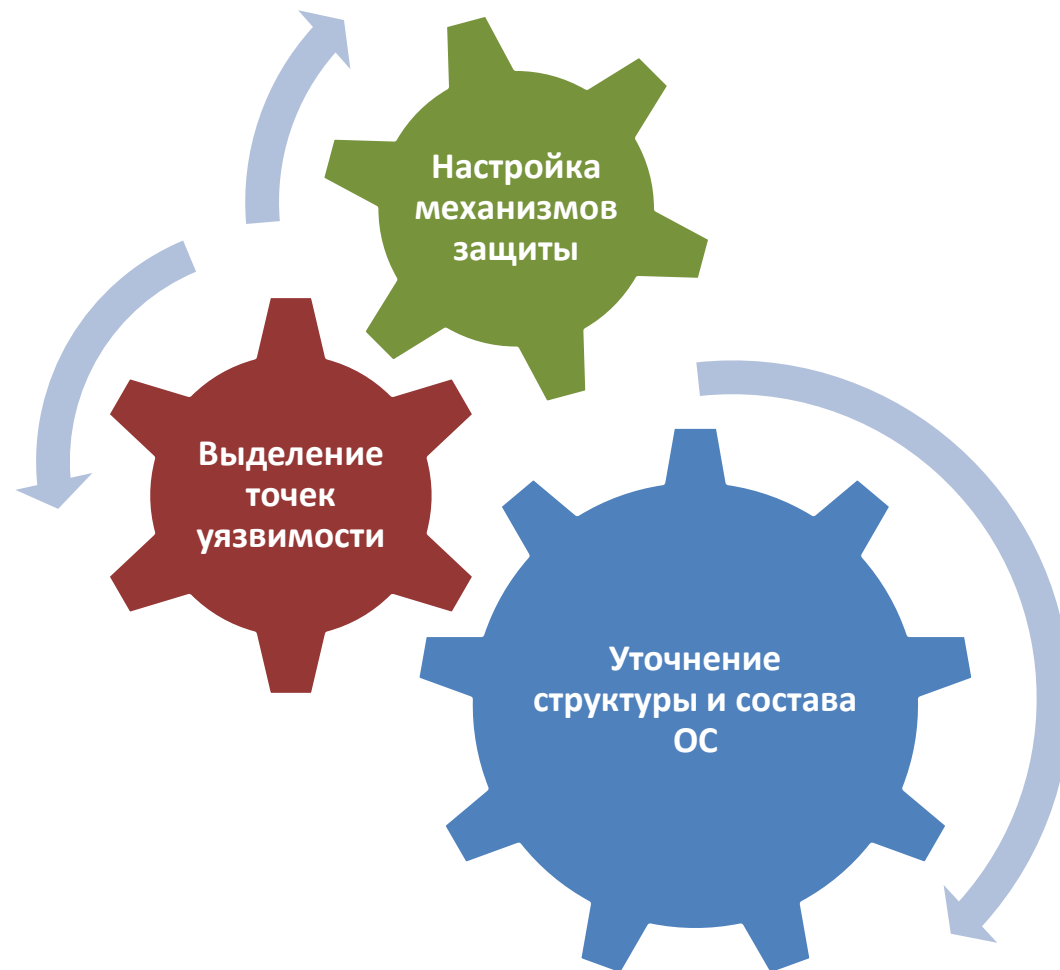 Настройка
механизмов
защиты
Выделение
точек
уязвимости
Уточнение
структуры и состава
ОС